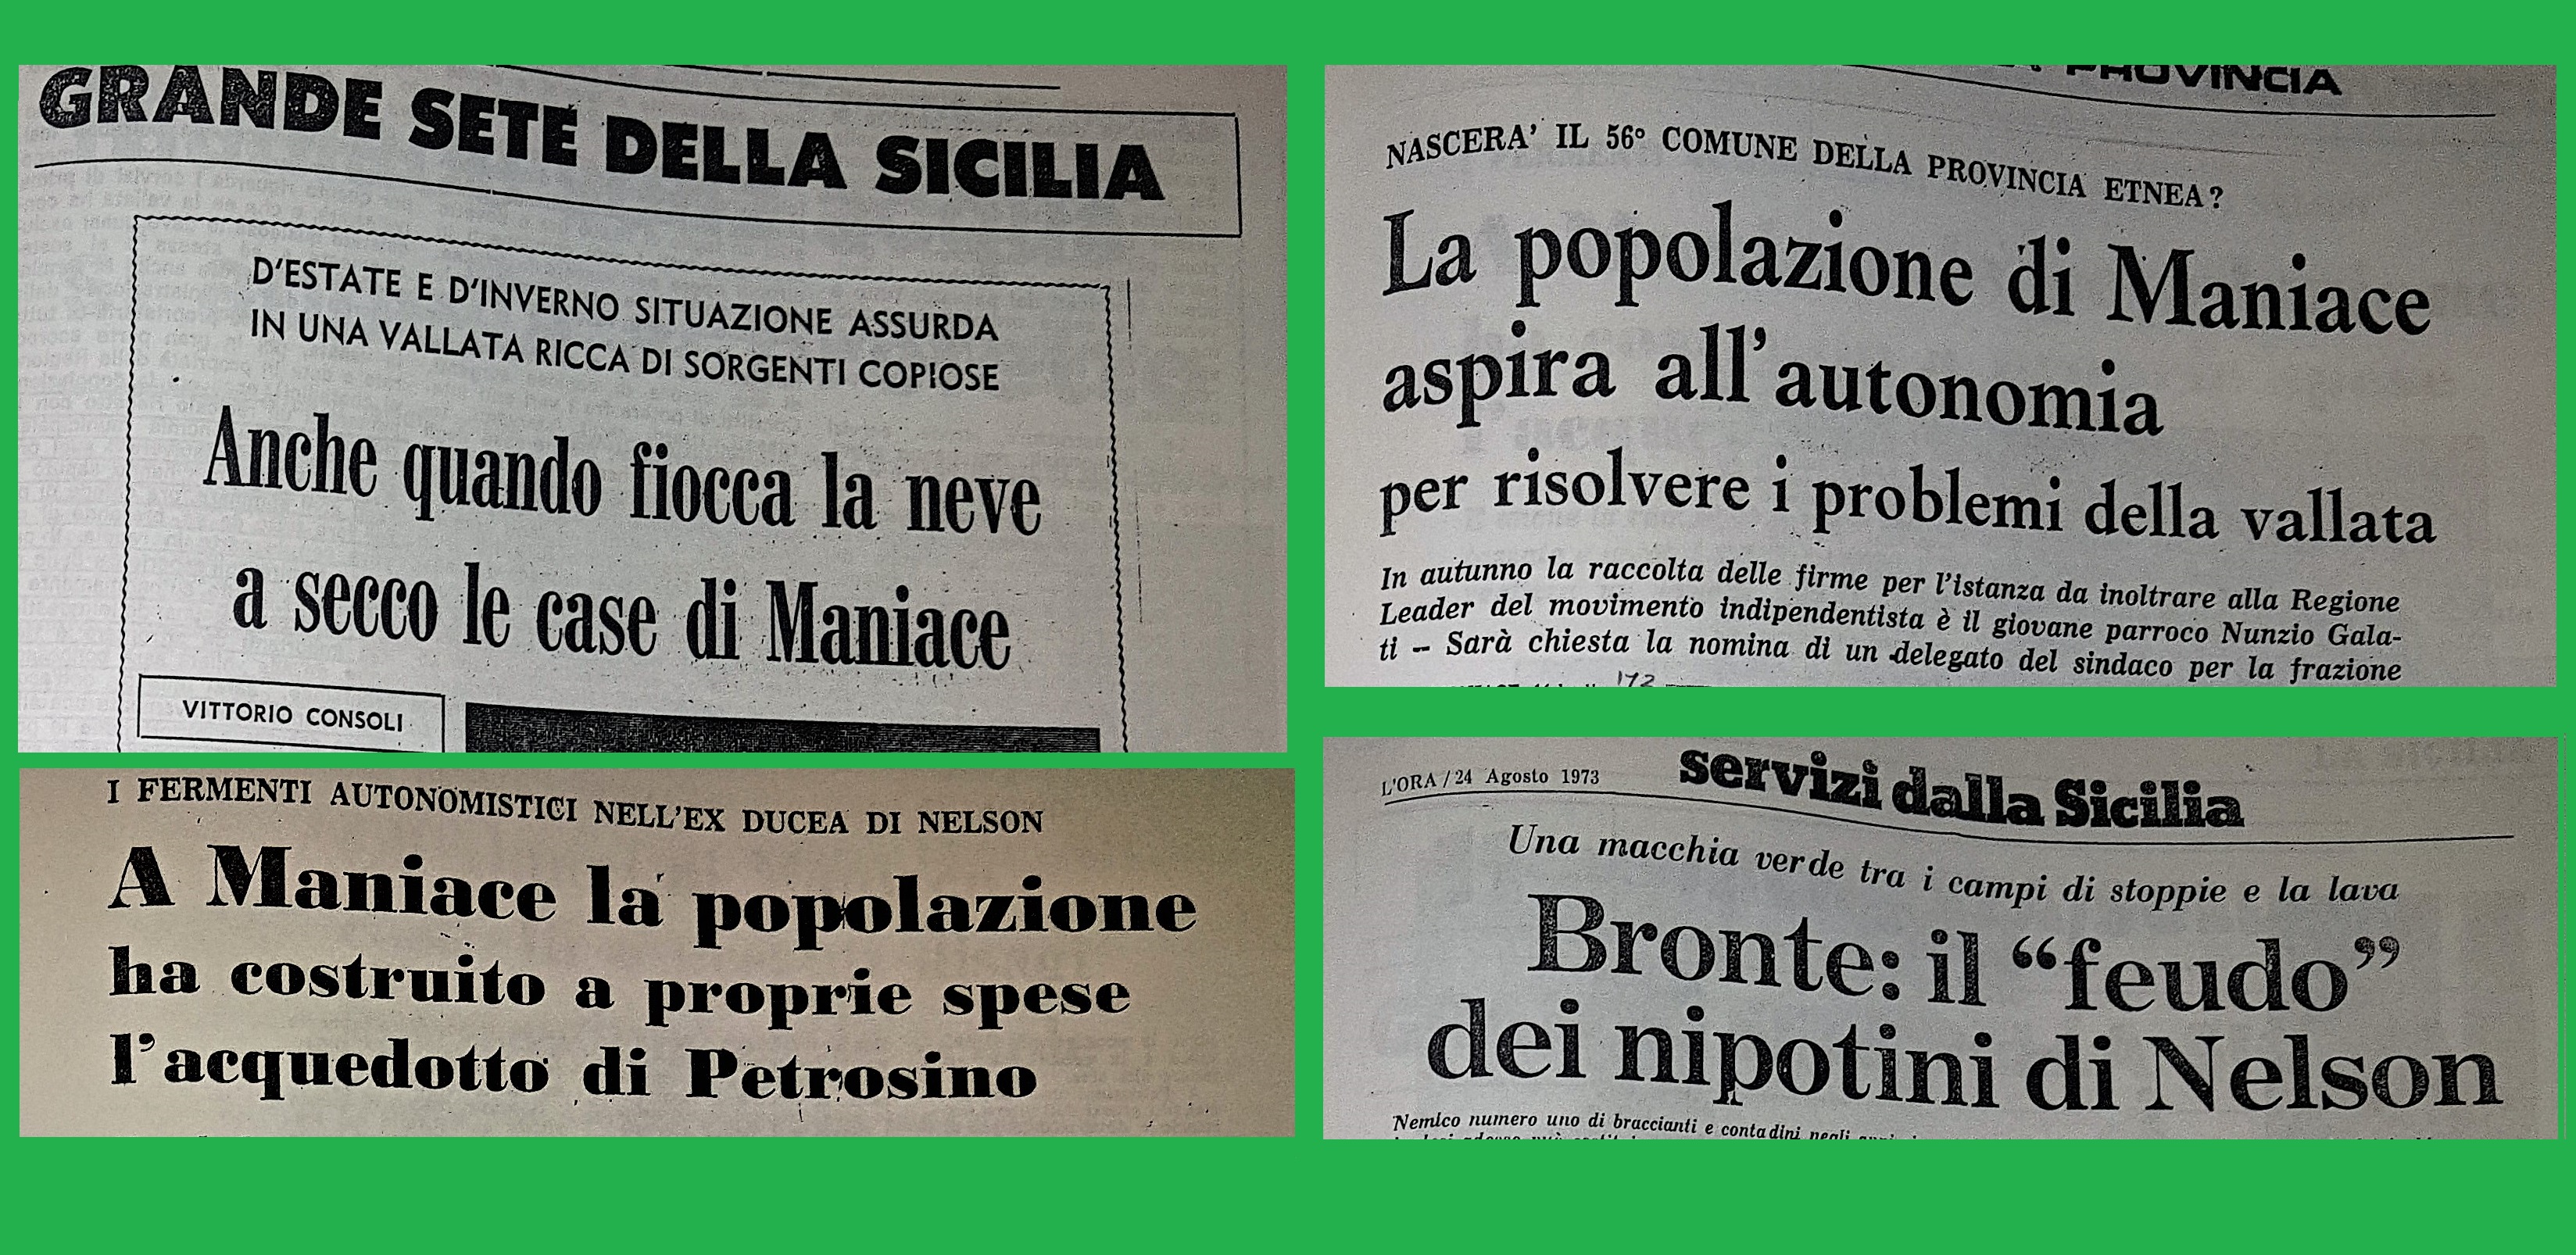 GRANDE SETE DELLA SICILIA
D'ESTATE E D'INVERNO SITUAZIONE ASSURDA
IN UNA VALLATA RICCA DI SORGENTI COPIOSE
Anche quando fiocca la neve
a secco le case di Maniace
VITTORIO CONSOLI
I FERMENTI AUTONOMISTICI NELL'EX DUCEA DI NELSON
A Maniace la popolazione
ha costruito a proprie spese
l'acquedotto di Petrosino
PROVINCIA
NASCERA' IL 56° COMUNE DELLA PROVINCIA ETNEA?
La popolazione di Maniace
aspira all'autonomia
per risolvere i problemi della vallata
In autunno la raccolta delle firme per l'istanza da inoltrare alla Regione
Leader del movimento indipendentista è il giovane parroco Nunzio Gala-
ti - Sarà chiesta la nomina di un delegato del sindaco per la frazione
172
L'ORA / 24 Agosto 1973
servizi dalla Sicilia
Una macchia verde tra i campi di stoppie e la lava
Bronte: il “feudo”
dei nipotini di Nelson
Nemico numero uno di braccianti e contadini negli